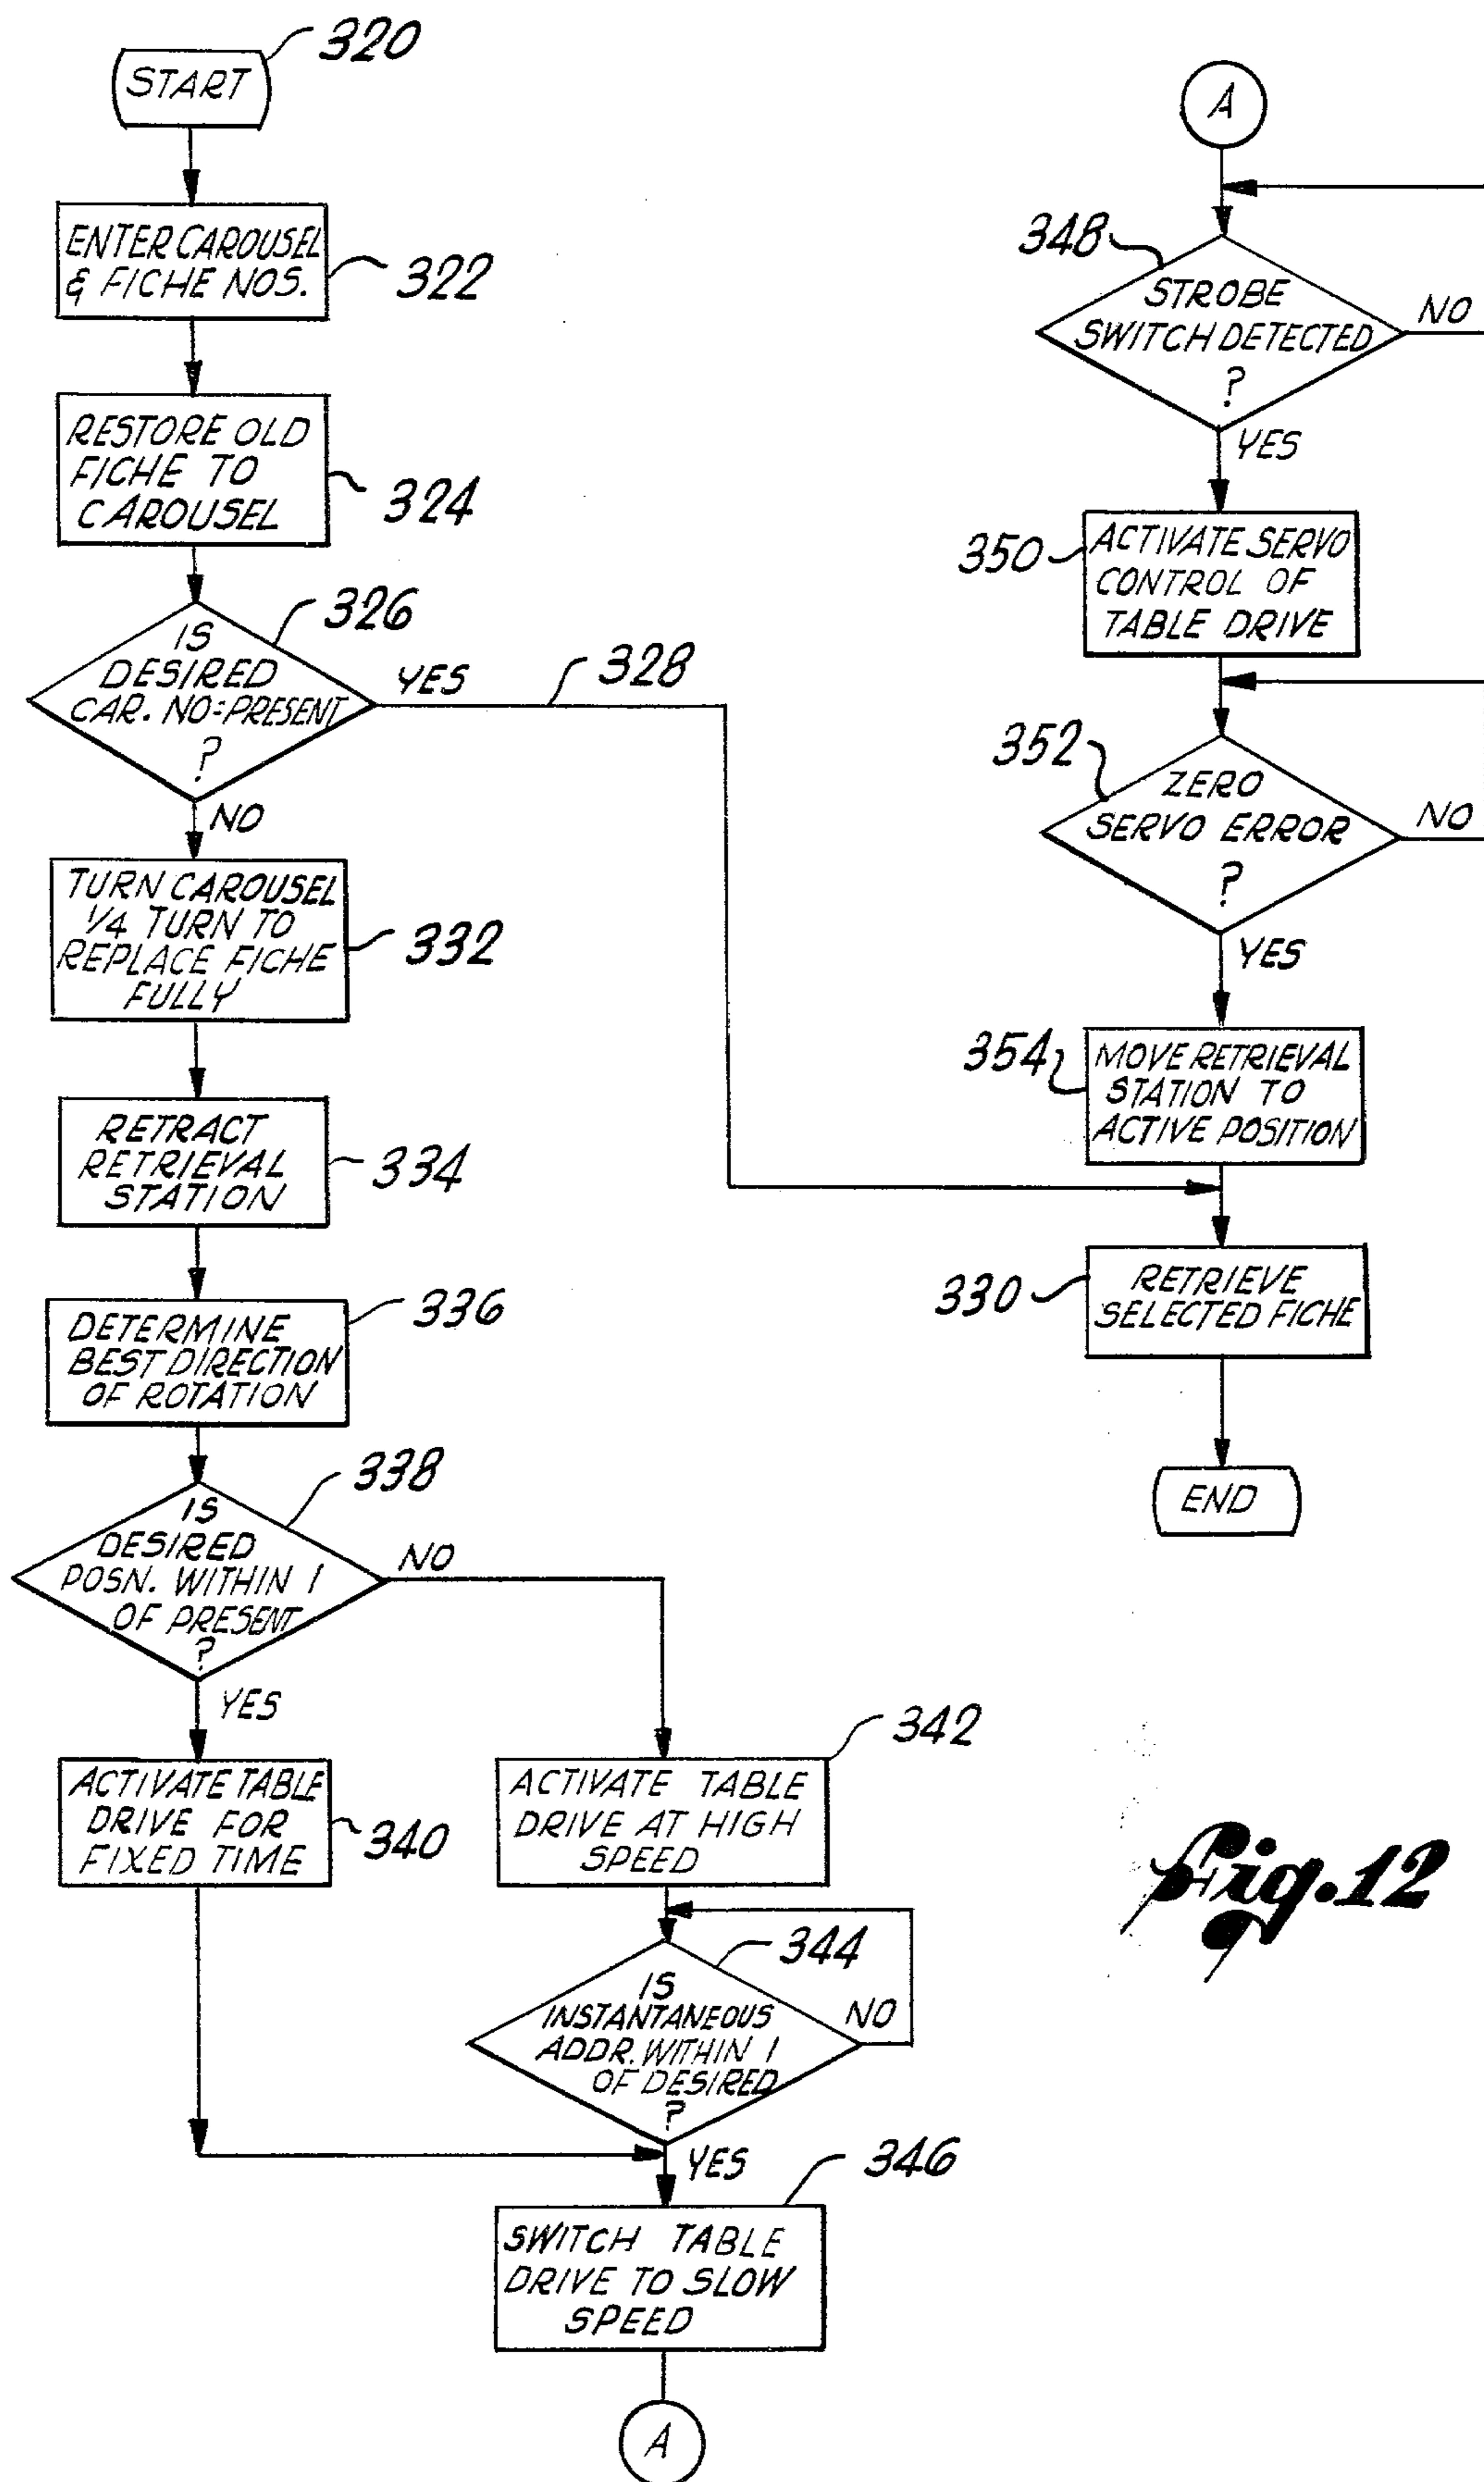 320
START
ENTER CAROUSEL
& FICHE NOS.
322
RESTORE OLD
FICHE TO
CAROUSEL
324
326
IS
DESIRED
CAR. NO=PRESENT
?
YES
328
NO
TURN CAROUSEL
1/4 TURN TO
REPLACE FICHE
FULLY
332
RETRACT
RETRIEVAL
STATION
334
DETERMINE
BEST DIRECTION
OF ROTATION
336
338
IS
DESIRED
POSN. WITHIN 1
OF PRESENT
?
NO
YES
ACTIVATE TABLE
DRIVE FOR
FIXED TIME
340
342
ACTIVATE TABLE
DRIVE AT HIGH
SPEED
344
IS
INSTANTANEOUS
ADDR. WITHIN 1
OF DESIRED
?
NO
YES
346
SWITCH TABLE
DRIVE TO SLOW
SPEED
A
A
348
STROBE
SWITCH DETECTED
?
NO
YES
350
ACTIVATE SERVO
CONTROL OF
TABLE DRIVE
352
ZERO
SERVO ERROR
?
NO
YES
354
MOVE RETRIEVAL
STATION TO
ACTIVE POSITION
330
RETRIEVE
SELECTED FICHE
END
Fig. 12